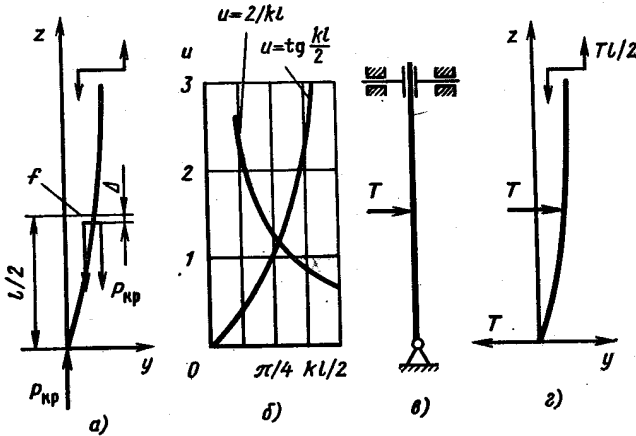 z
f
Δ
l/2
Pкр
Pкр
y
а)
u=2/kl
u=tg kl/2
u
3
2
1
0
π/4 kl/2
б)
T
в)
z
Tl/2
T
T
y
г)